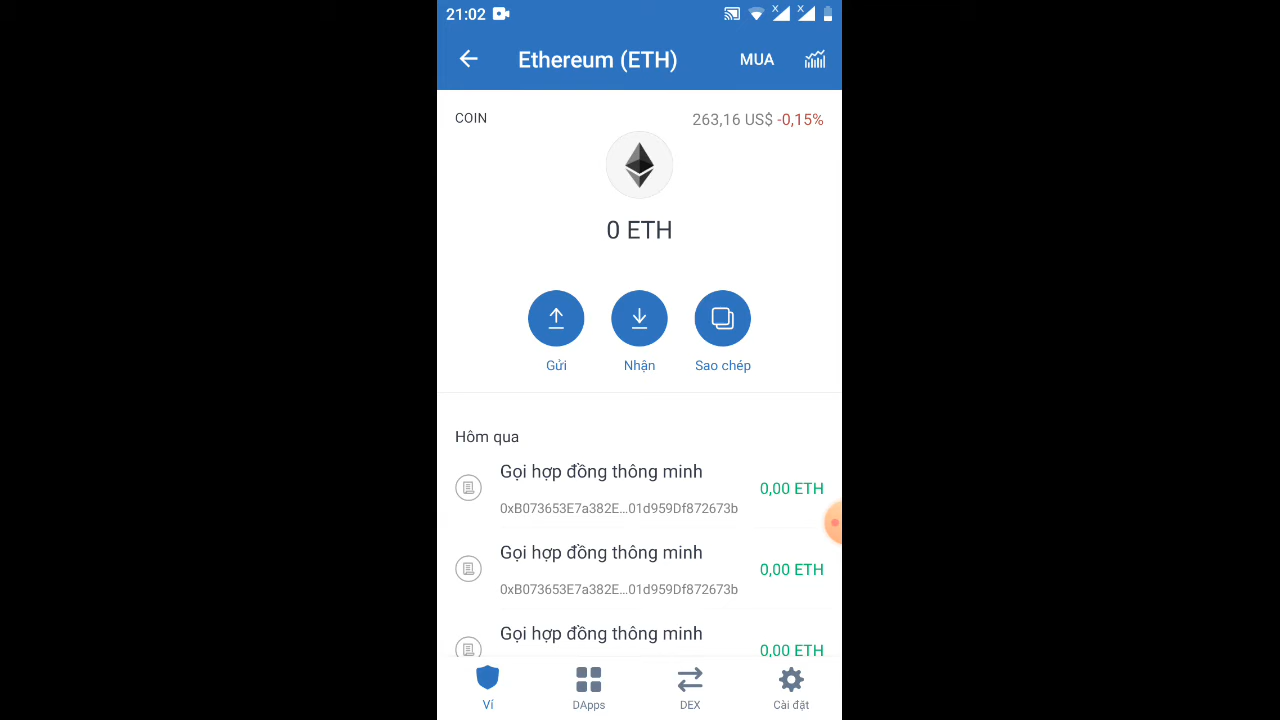 21:02
Ethereum (ETH)
MUA
COIN
263,16 US$ -0,15%
0 ETH
Gửi
Nhận
Sao chép
Hôm qua
Gọi hợp đồng thông minh
0,00 ETH
0xB073653E7a382E...01d959Df872673b
Gọi hợp đồng thông minh
0,00 ETH
0xB073653E7a382E...01d959Df872673b
Gọi hợp đồng thông minh
0,00 ETH
Ví
DApps
DEX
Cài đặt